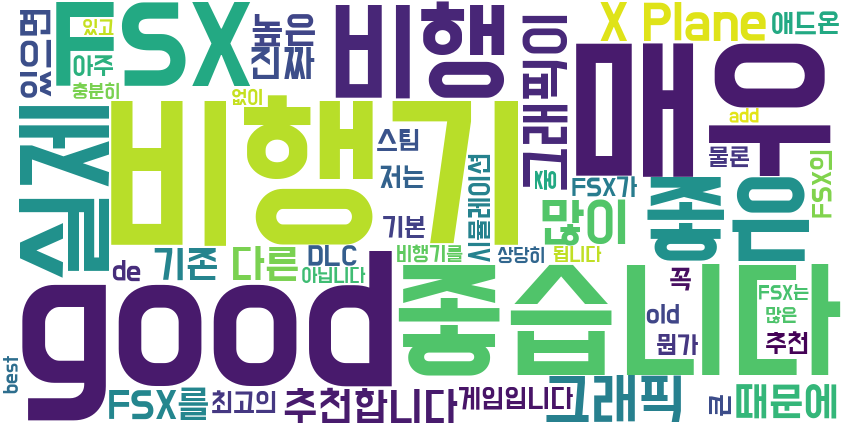 있으면
FSX
있고
아주
충분히
높은
진짜
없이
비행
그래픽이
X Plane
애드온
매우
add
물론
FSX의
실제
비행기
스팀
저는
기본
시뮬레이션
FSX가
많이
좋은
de
기존
다른
DLC
아닙니다
비행기를
상당히
됩니다
꼭
FSX는
많은
good
좋습니다
old
뭔가
추천
best
FSX를
최고의
추천합니다
게임입니다
그래픽
때문에